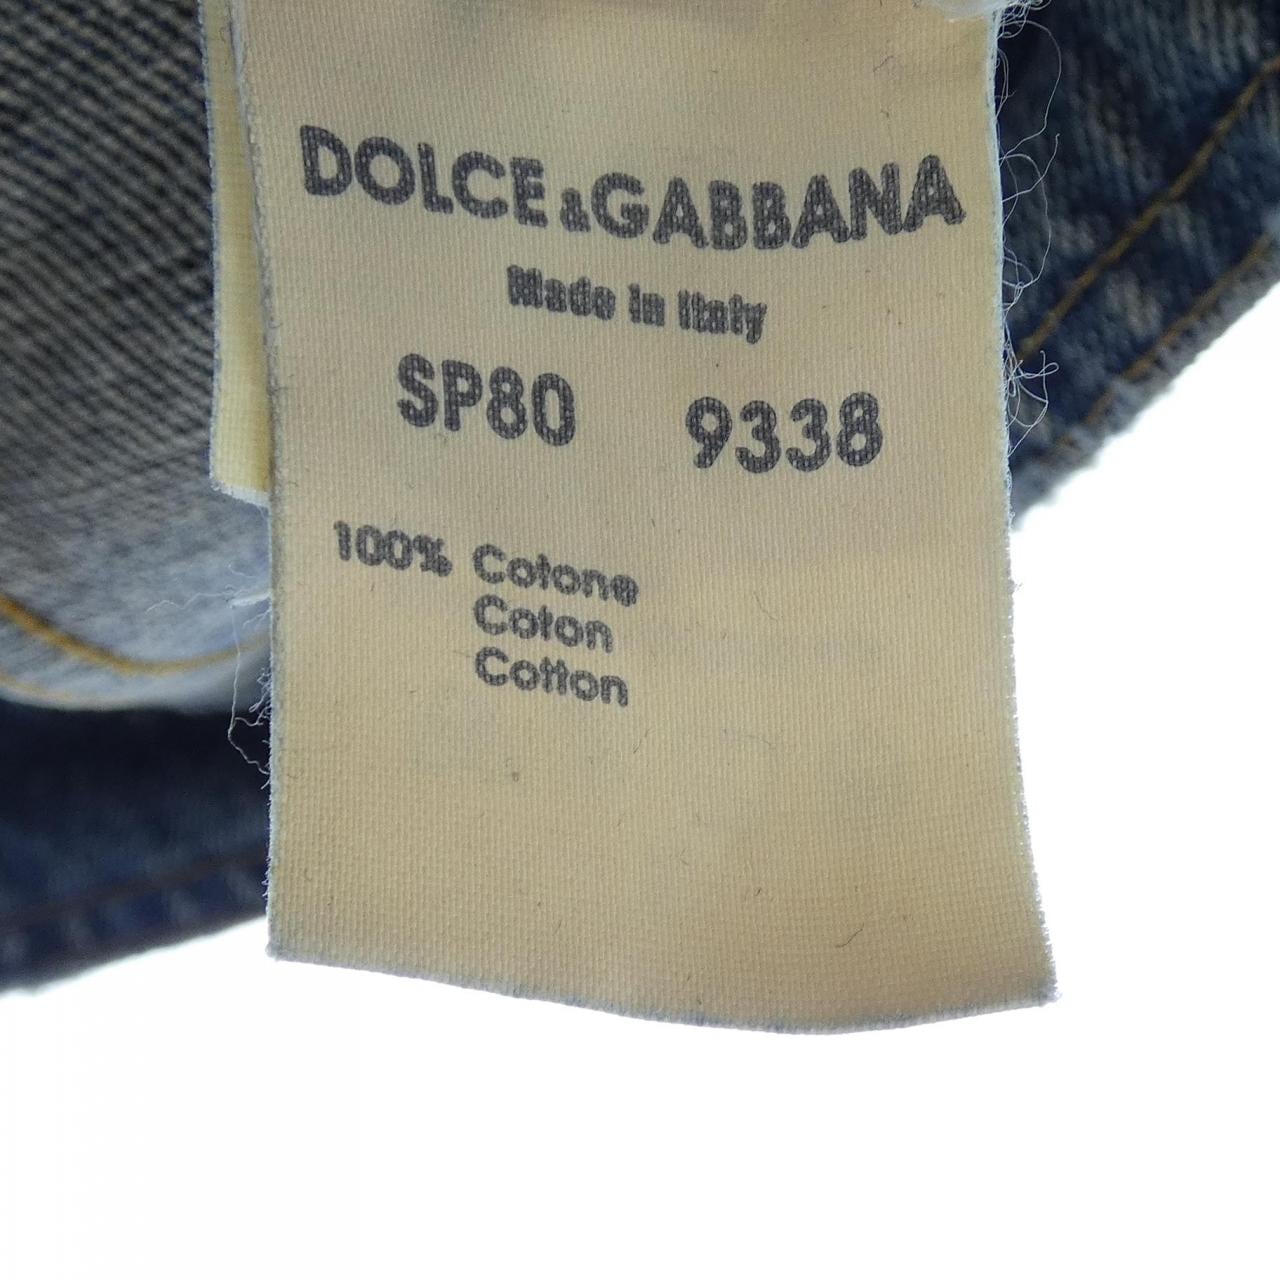 DOLCE&GABBANA
Made in Italy
SP80 9338
100% Cotone
Coton
Cotton